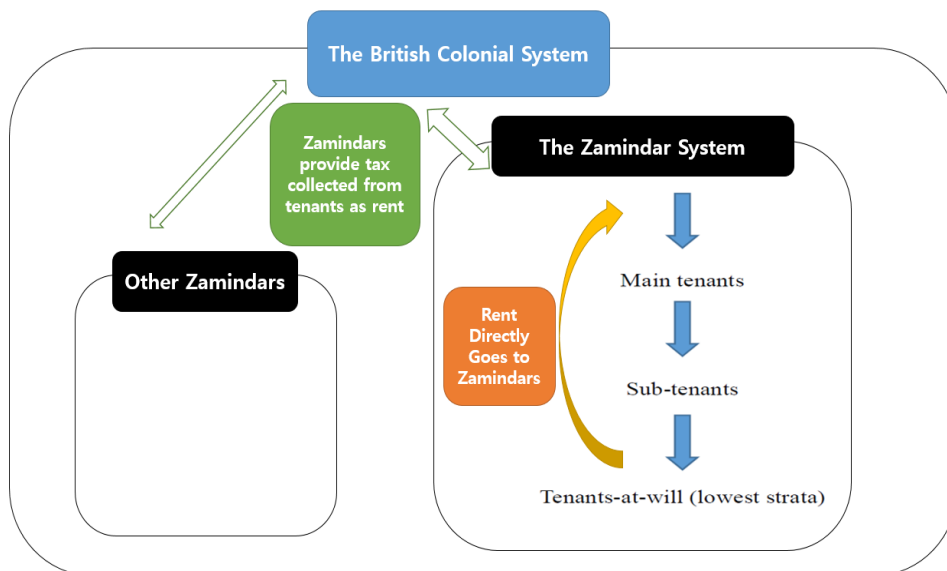 The British Colonial System
Zamindars
provide tax
collected from
tenants as rent
The Zamindar System
Other Zamindars
Main tenants
Rent
Directly
Goes to
Zamindars
Sub-tenants
Tenants-at-will (lowest strata)